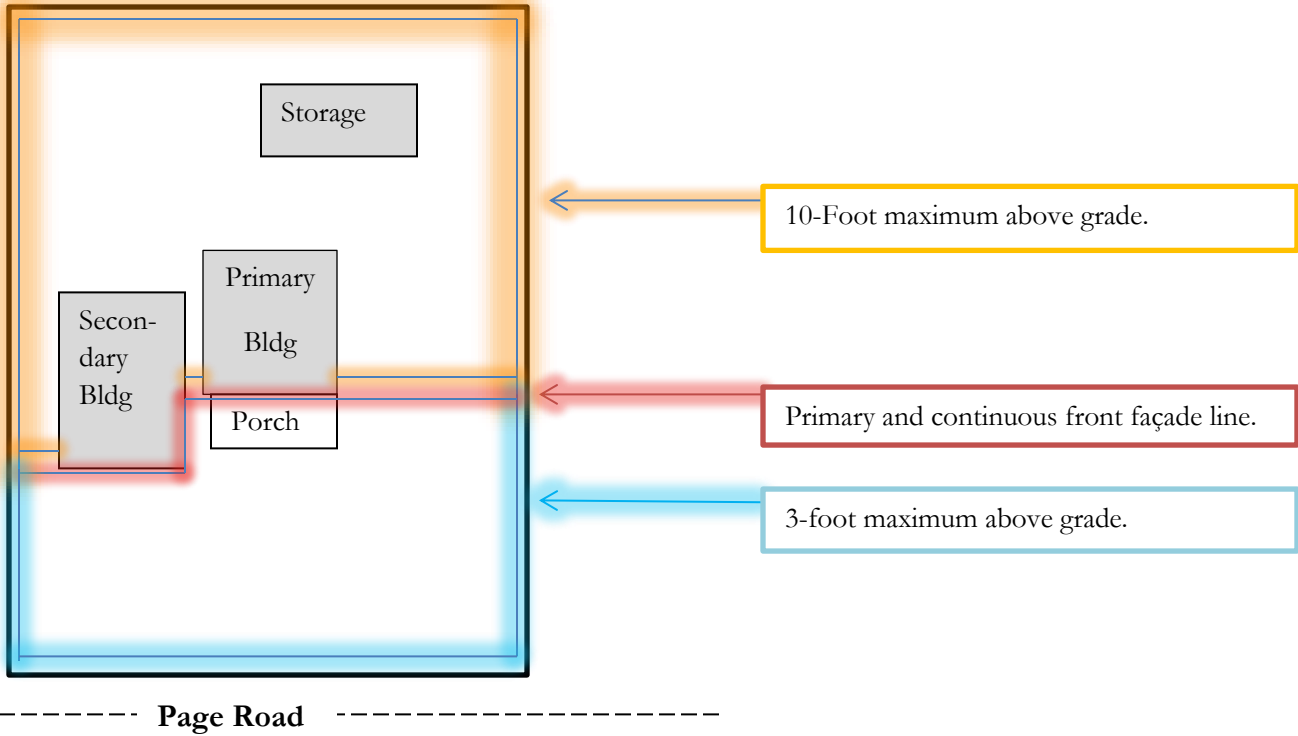 Storage
10-Foot maximum above grade.
Primary
Bldg
Secon-
dary
Bldg
Primary and continuous front façade line.
Porch
3-foot maximum above grade.
Page Road